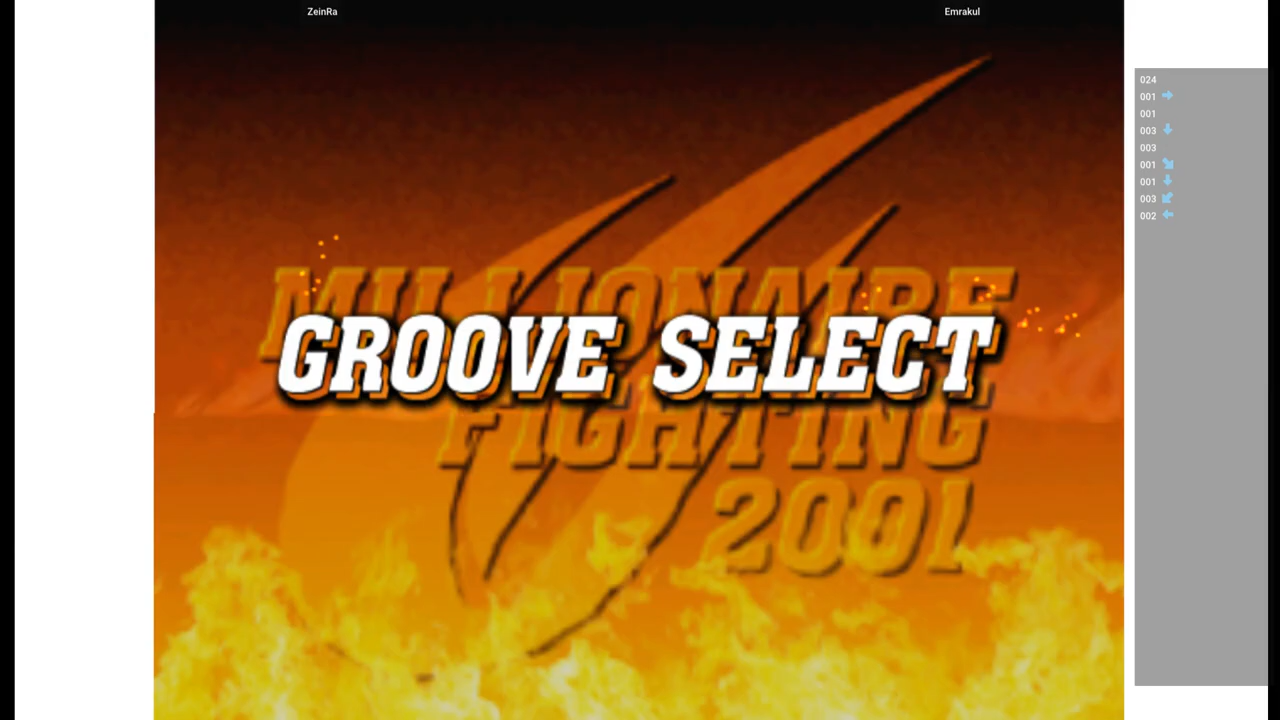 ZeinRa
Emrakul
MILLIONAIRE
GROOVE SELECT
FIGHTING
2001
024
001
001
003
003
001
001
003
002